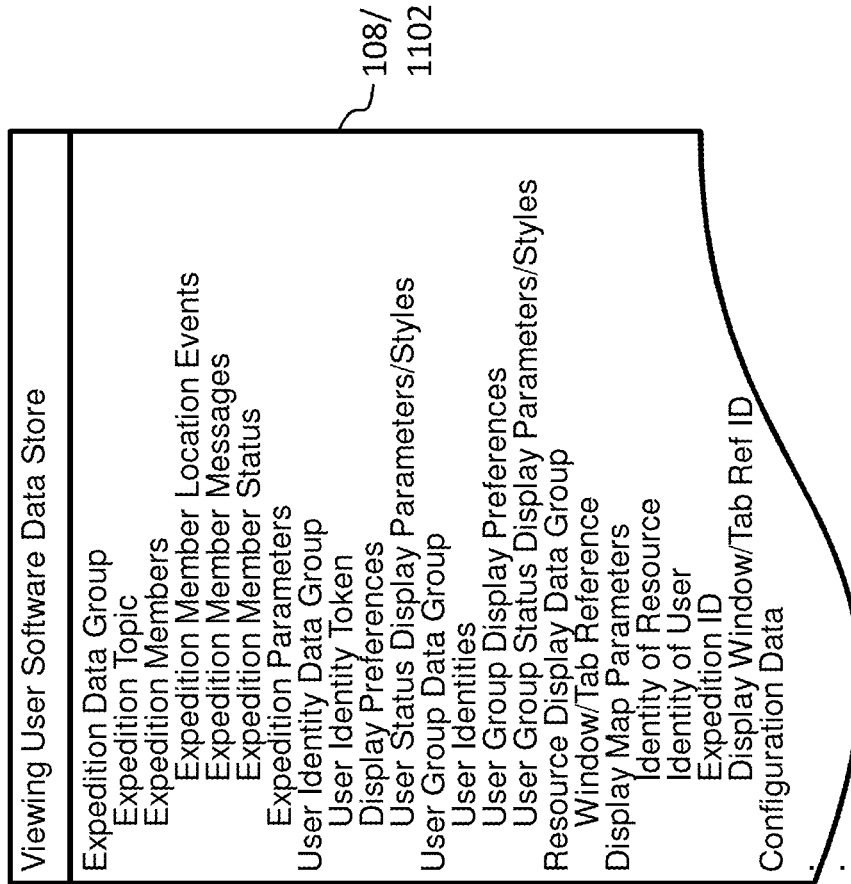 Viewing User Software Data Store
Expedition Data Group
Expedition Topic
Expedition Members
Expedition Member Location Events
Expedition Member Messages
Expedition Member Status
Expedition Parameters
User Identity Data Group
User Identity Token
Display Preferences
User Status Display Parameters/Styles
User Group Data Group
User Identities
User Group Display Preferences
User Group Status Display Parameters/Styles
Resource Display Data Group
Window/Tab Reference
Display Map Parameters
Identity of Resource
Identity of User
Expedition ID
Display Window/Tab Ref ID
Configuration Data
. .
108/
1102